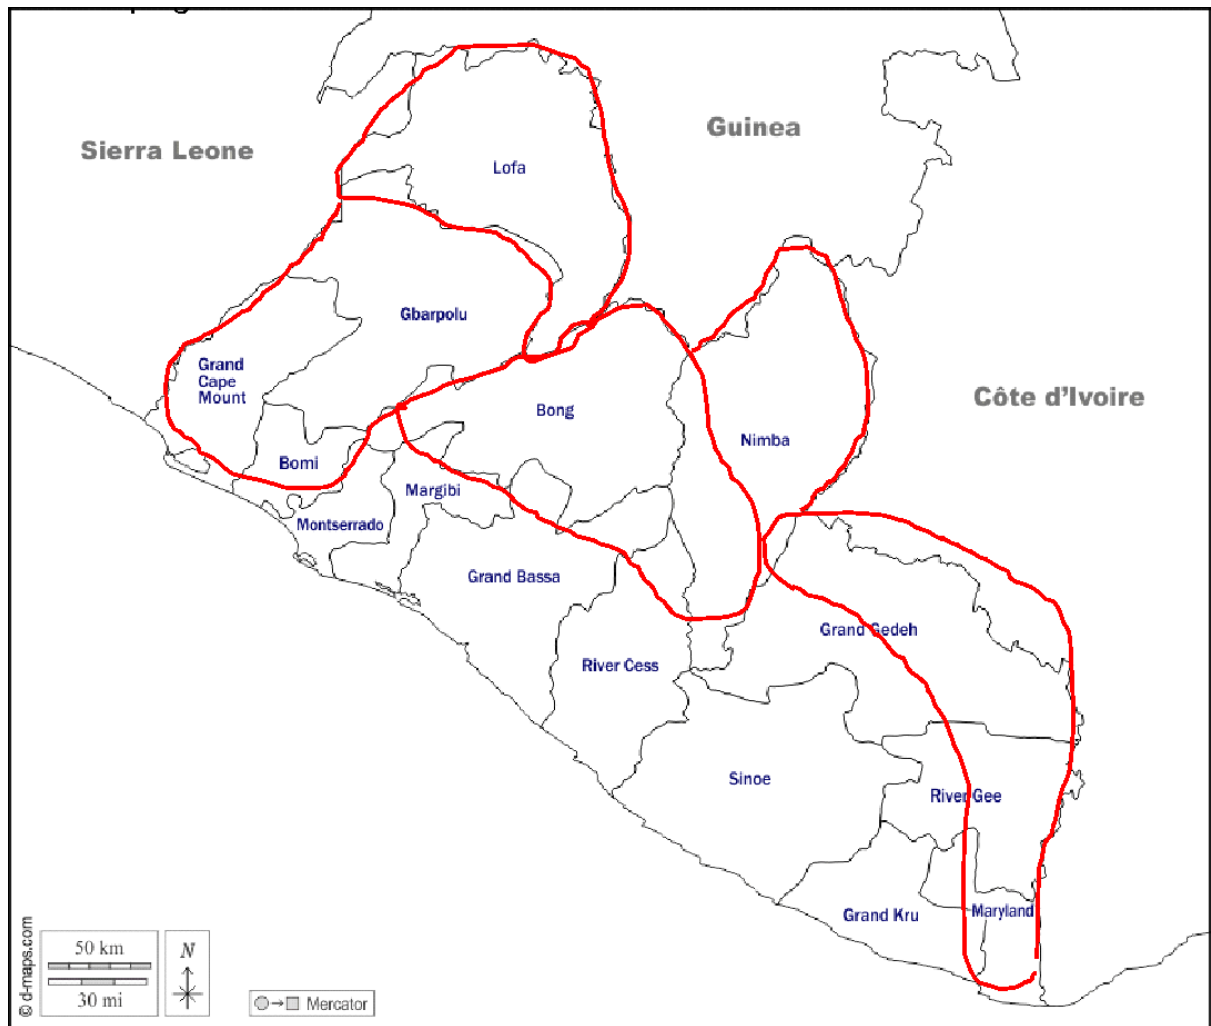 Guinea
Sierra Leone
Lofa
Gbarpolu
Grand
Cape
Mount
Côte d'Ivoire
Bong
Nimba
Bomi
Margibi
Montserrado
Grand Bassa
Grand Gedeh
River Cess
Sinoe
River Gee
Grand Kru
Maryland
50 km
30 mi
N
Mercator
© d-maps.com